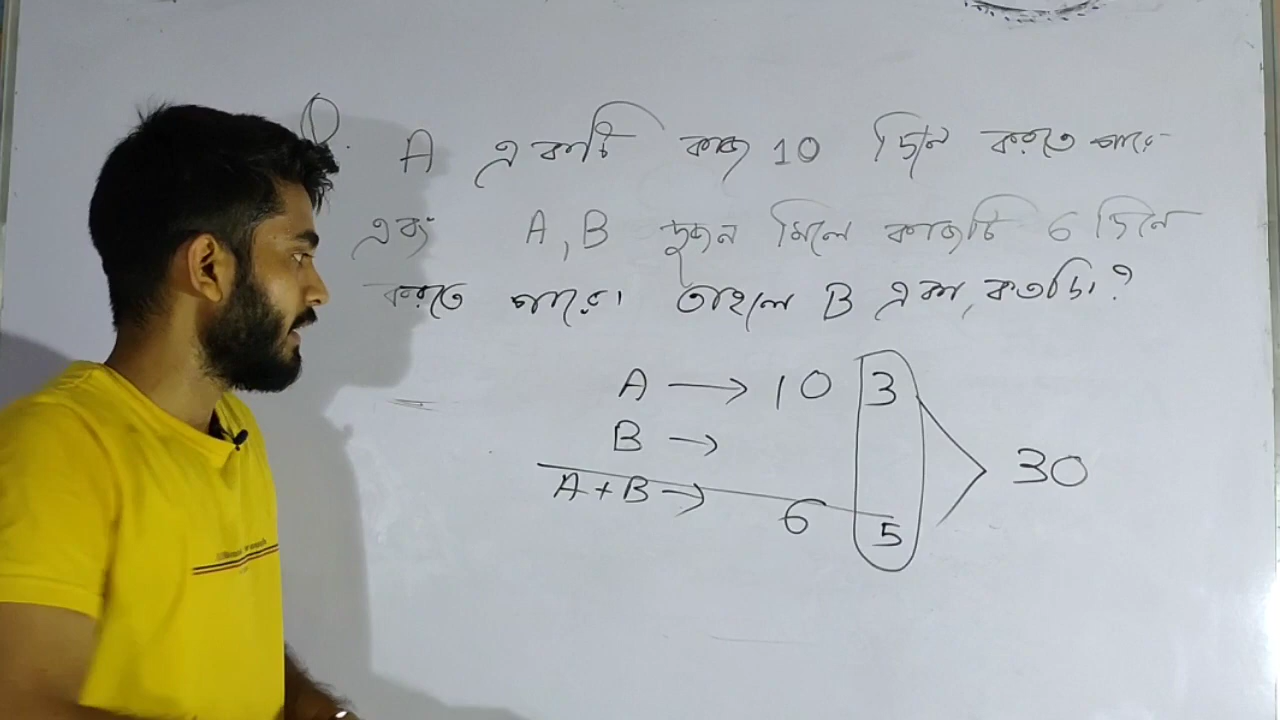 Q. A একটি কাজ 10 দিনে করতে পারে
এবং A, B দুজন মিলে কাজটি 6 দিনে
করতে পারে। তাহলে B একা, কতদি?
A → 10 3
B →
30
A+B → 6 5